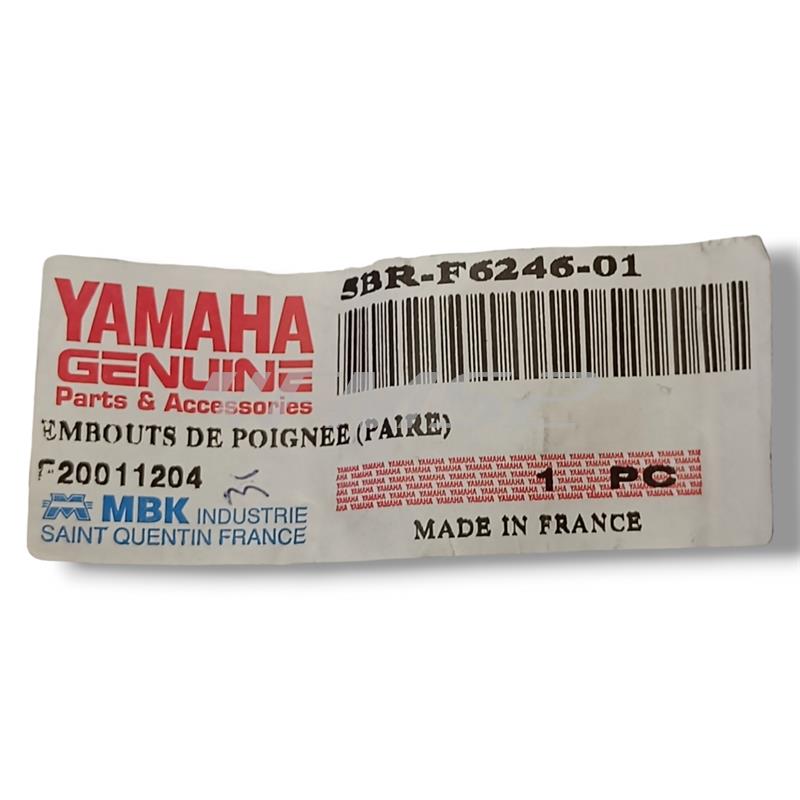 5BR-F6246-01
YAMAHA
GENUINE
Parts & Accessories
EMBOUTS DE POIGNEE (PAIRE)
F20011204
1 PC
MBK INDUSTRIE
SAINT QUENTIN FRANCE
MADE IN FRANCE